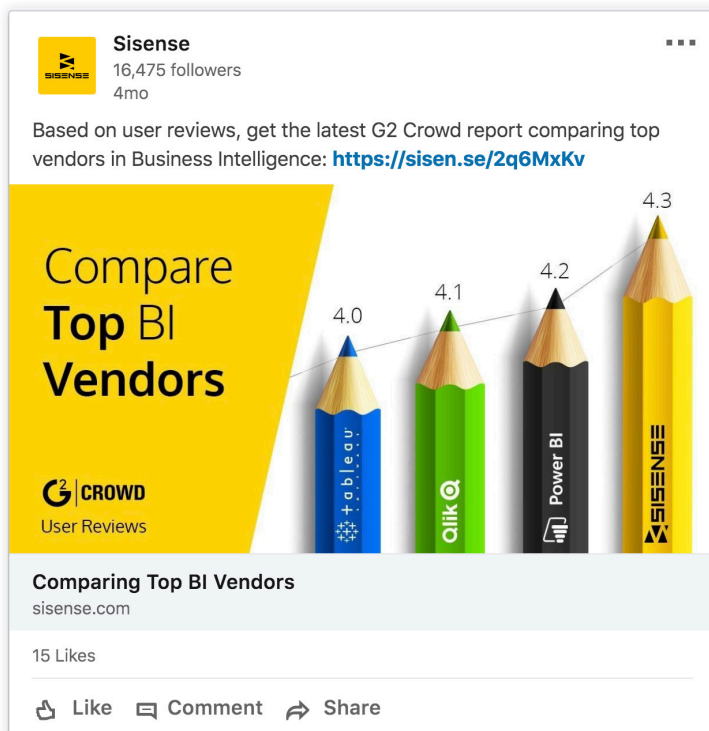 Sisense
SISENSE
16,475 followers
4mo
Based on user reviews, get the latest G2 Crowd report comparing top
vendors in Business Intelligence: https://sisen.se/2q6MxKv
Compare
Top BI
Vendors
G2 CROWD
User Reviews
4.0
4.1
4.2
4.3
+ableau
Qlik
Power BI
SISENSE
Comparing Top BI Vendors
sisense.com
15 Likes
Like Comment Share